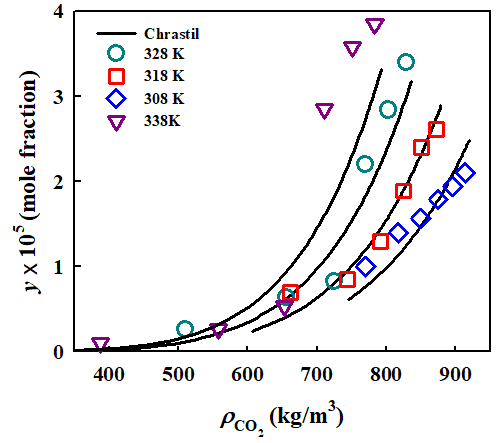 4
3
2
1
0
Chrastil
328 K
318 K
308 K
338K
400 500 600 700 800 900
y x 10⁵ (mole fraction)
ρCO₂ (kg/m³)